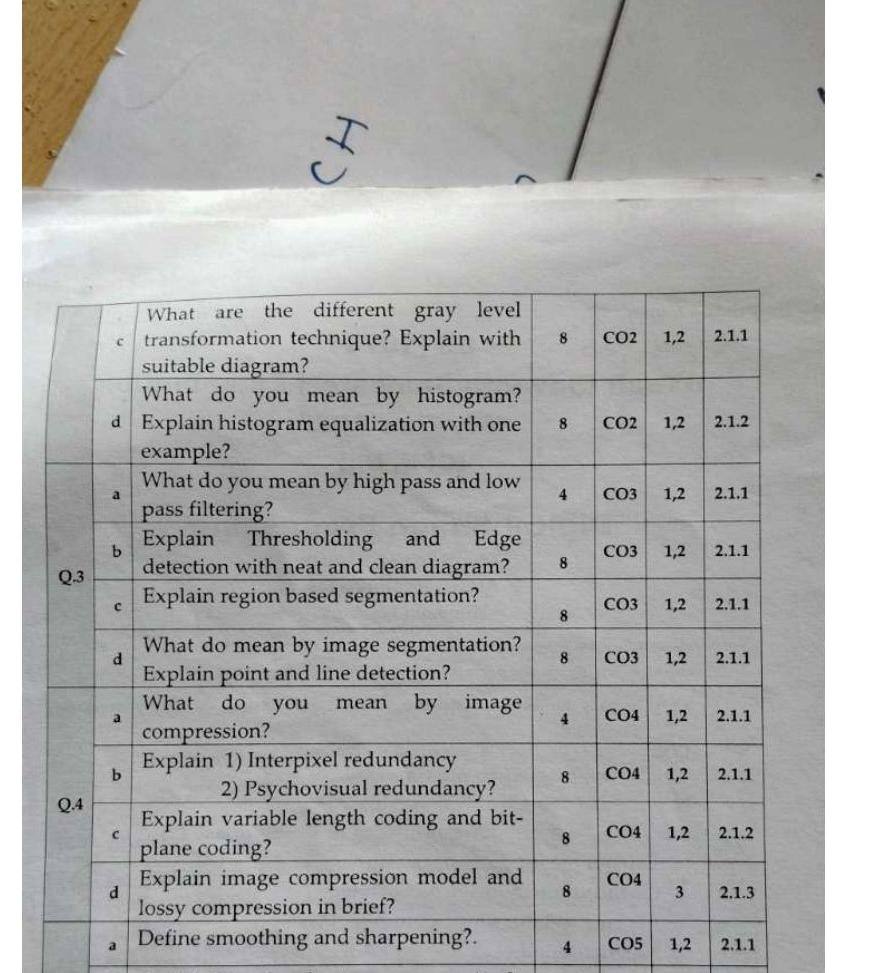 CH
What are the different gray level
c transformation technique? Explain with 8 CO2 1,2 2.1.1
suitable diagram?
What do you mean by histogram?
d Explain histogram equalization with one 8 CO2 1,2 2.1.2
example?
a What do you mean by high pass and low 4 CO3 1,2 2.1.1
pass filtering?
Q.3
b Explain Thresholding and Edge CO3 1,2 2.1.1
detection with neat and clean diagram? 8
c Explain region based segmentation? 8 CO3 1,2 2.1.1
d What do mean by image segmentation? 8 CO3 1,2 2.1.1
Explain point and line detection?
a What do you mean by image 4 CO4 1,2 2.1.1
compression?
Q.4
b Explain 1) Interpixel redundancy 8 CO4 1,2 2.1.1
2) Psychovisual redundancy?
c Explain variable length coding and bit- 8 CO4 1,2 2.1.2
plane coding?
d Explain image compression model and 8 CO4 3 2.1.3
lossy compression in brief?
a Define smoothing and sharpening?. 4 CO5 1,2 2.1.1